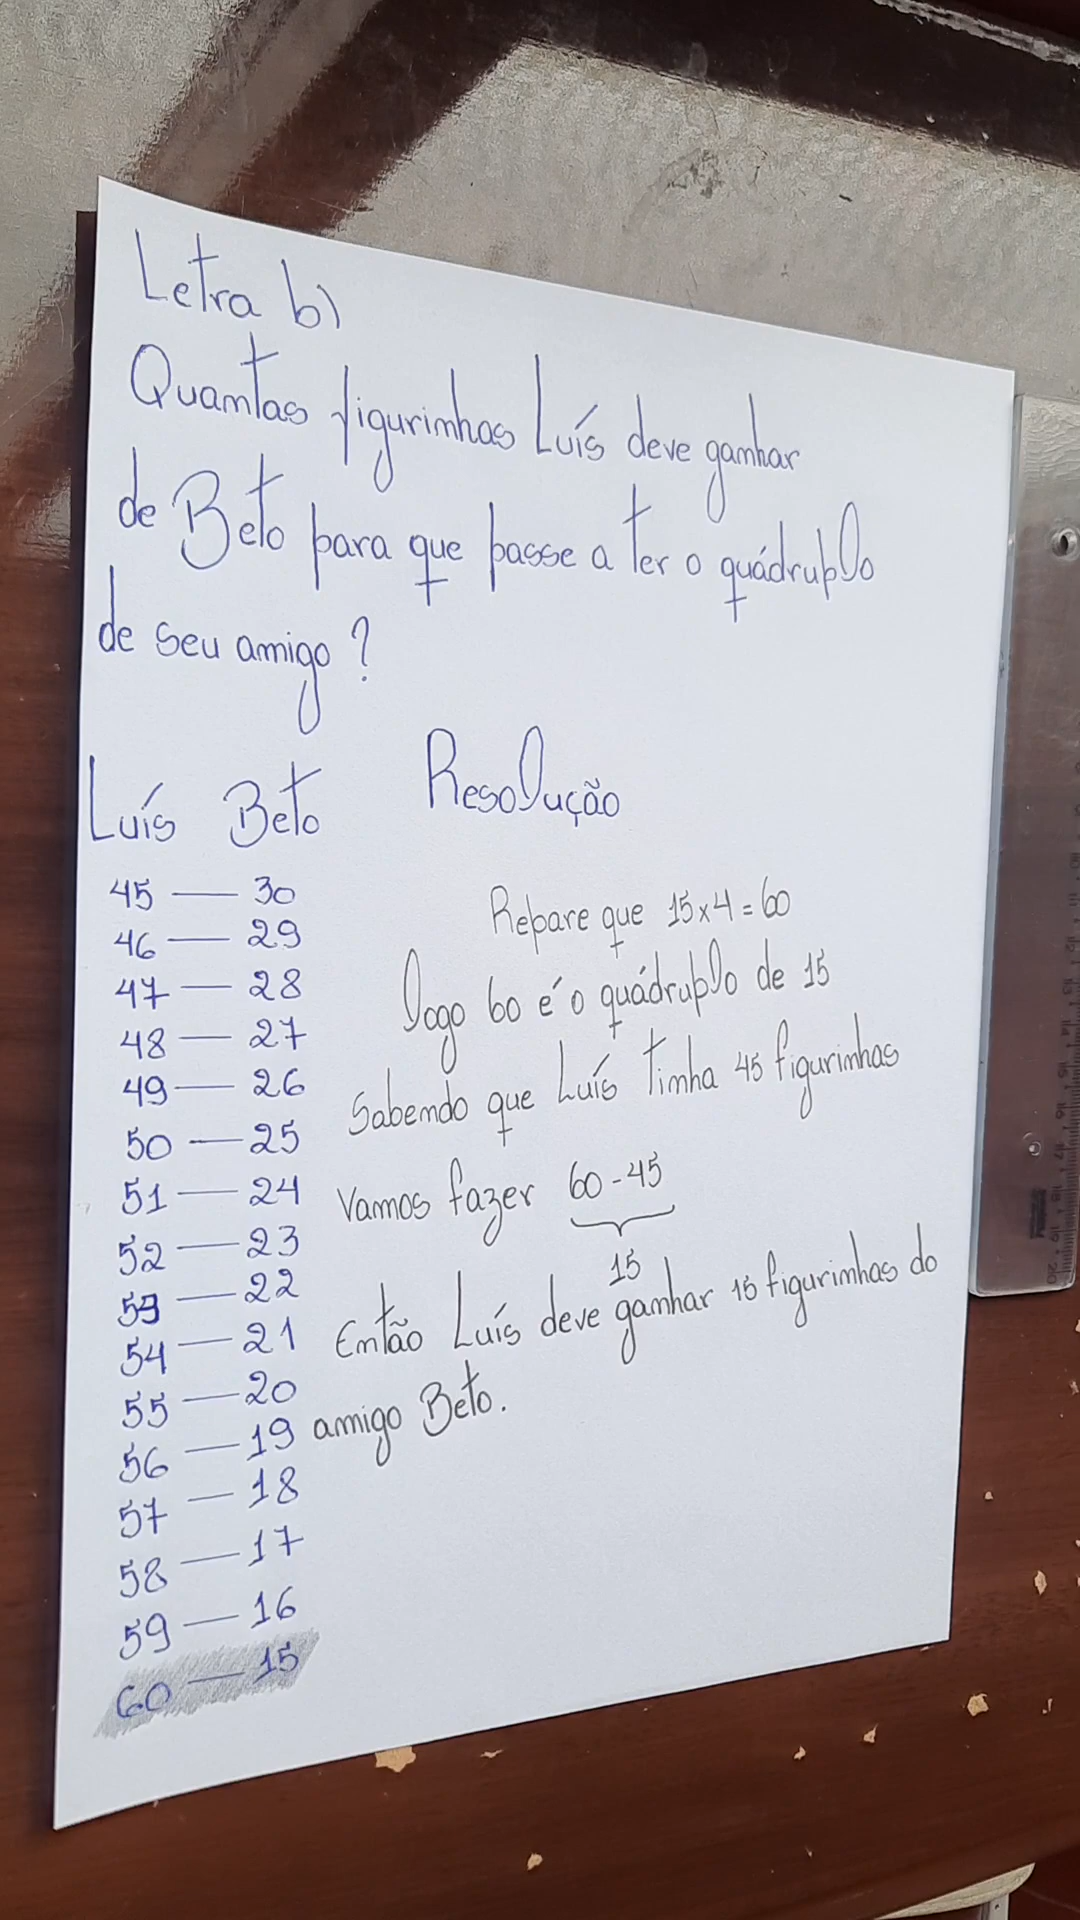 Letra b)
Quantas figurinhas Luís deve ganhar
de Beto para que passe a ter o quádruplo
de seu amigo?
Luís Beto
45 — 30
46 — 29
47 — 28
48 — 27
49 — 26
50 — 25
51 — 24
52 — 23
53 — 22
54 — 21
55 — 20
56 — 19
57 — 18
58 — 17
59 — 16
60 — 15
Resolução
Repare que 15x4=60
Logo 60 é o quádruplo de 15
Sabendo que Luís tinha 45 figurinhas
Vamos fazer 60-45
15
Então Luís deve ganhar 15 figurinhas do
amigo Beto.